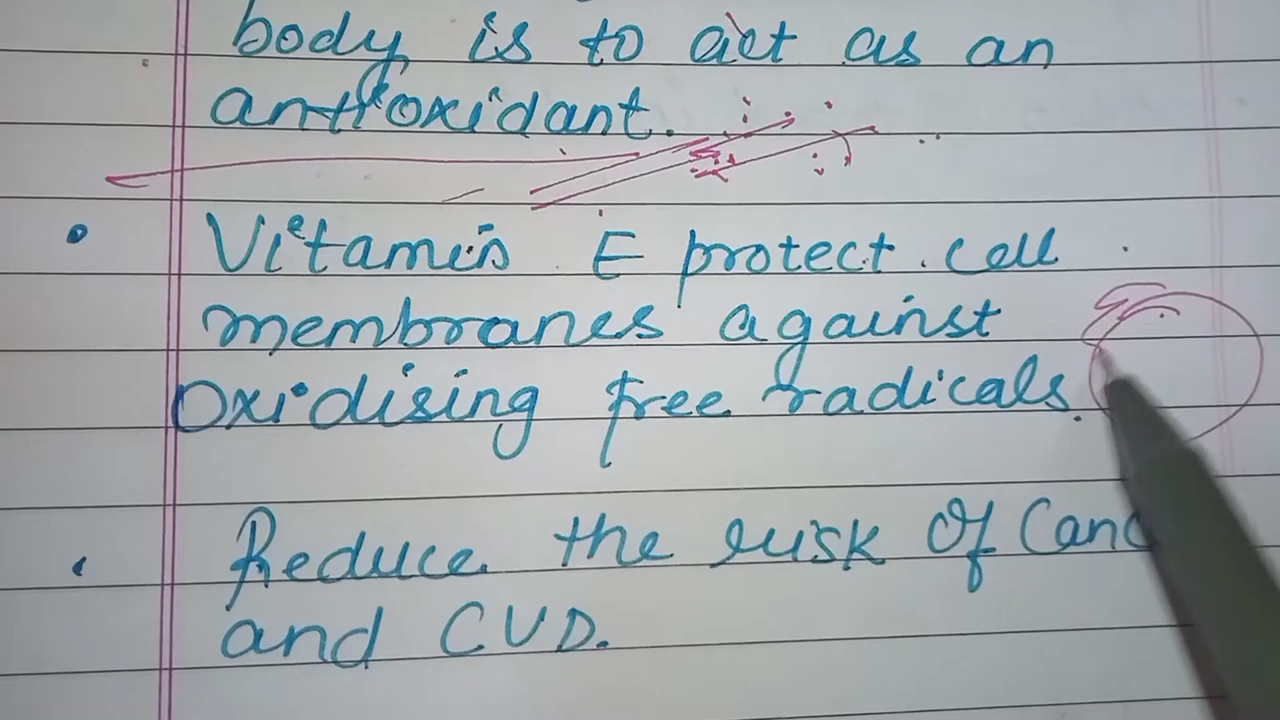 body is to act as an
antioxidant.
• Vitamin E protect cell
membranes against
Oxidising free radicals.
• Reduce the risk of Canc
and CVD.